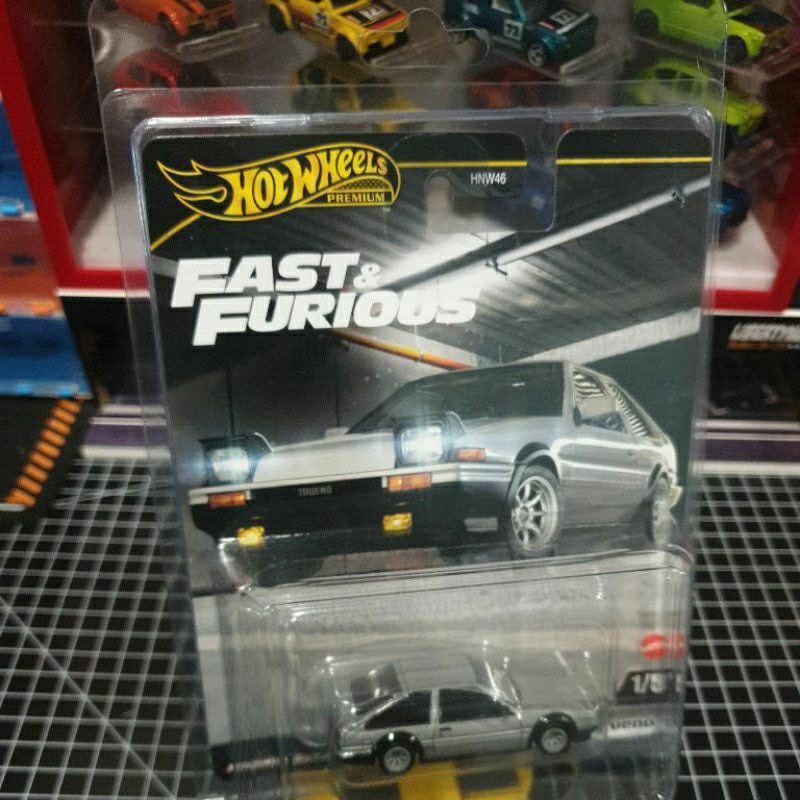 HOT WHEELS
PREMIUM
HNW46
FAST &
FURIOUS
TRUENO
1/5